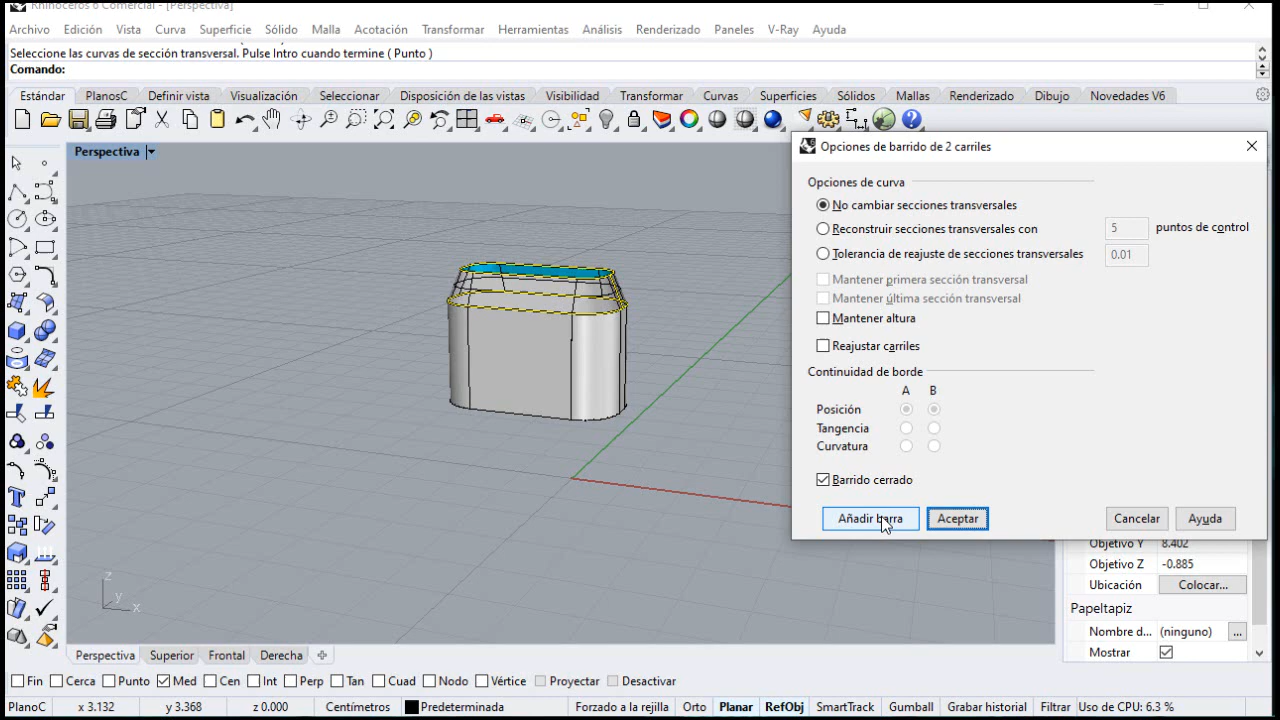 Rhinoceros 6 Comercial - [Perspectiva]
Archivo Edición Vista Curva Superficie Sólido Malla Acotación Transformar Herramientas Análisis Renderizado Paneles V-Ray Ayuda
Seleccione las curvas de sección transversal. Pulse Intro cuando termine ( Punto )
Comando:
Estándar PlanosC Definir vista Visualización Seleccionar Disposición de las vistas Visibilidad Transformar Curvas Superficies Sólidos Mallas Renderizado Dibujo Novedades V6
Perspectiva
Opciones de barrido de 2 carriles
Opciones de curva
No cambiar secciones transversales
Reconstruir secciones transversales con 5 puntos de control
Tolerancia de reajuste de secciones transversales 0.01
Mantener primera sección transversal
Mantener última sección transversal
Mantener altura
Reajustar carriles
Continuidad de borde
A B
Posición
Tangencia
Curvatura
Barrido cerrado
Añadir barra Aceptar Cancelar Ayuda
Objetivo Y 8.402
Objetivo Z -0.885
Ubicación Colocar...
Papeltapiz
Nombre d... (ninguno) ...
Mostrar
z
y
x
Perspectiva Superior Frontal Derecha
Fin Cerca Punto Med Cen Int Perp Tan Cuad Nodo Vértice Proyectar Desactivar
PlanoC x 3.132 y 3.368 z 0.000 Centímetros Predeterminada Forzado a la rejilla Orto Planar RefObj SmartTrack Gumball Grabar historial Filtrar Uso de CPU: 6.3 %